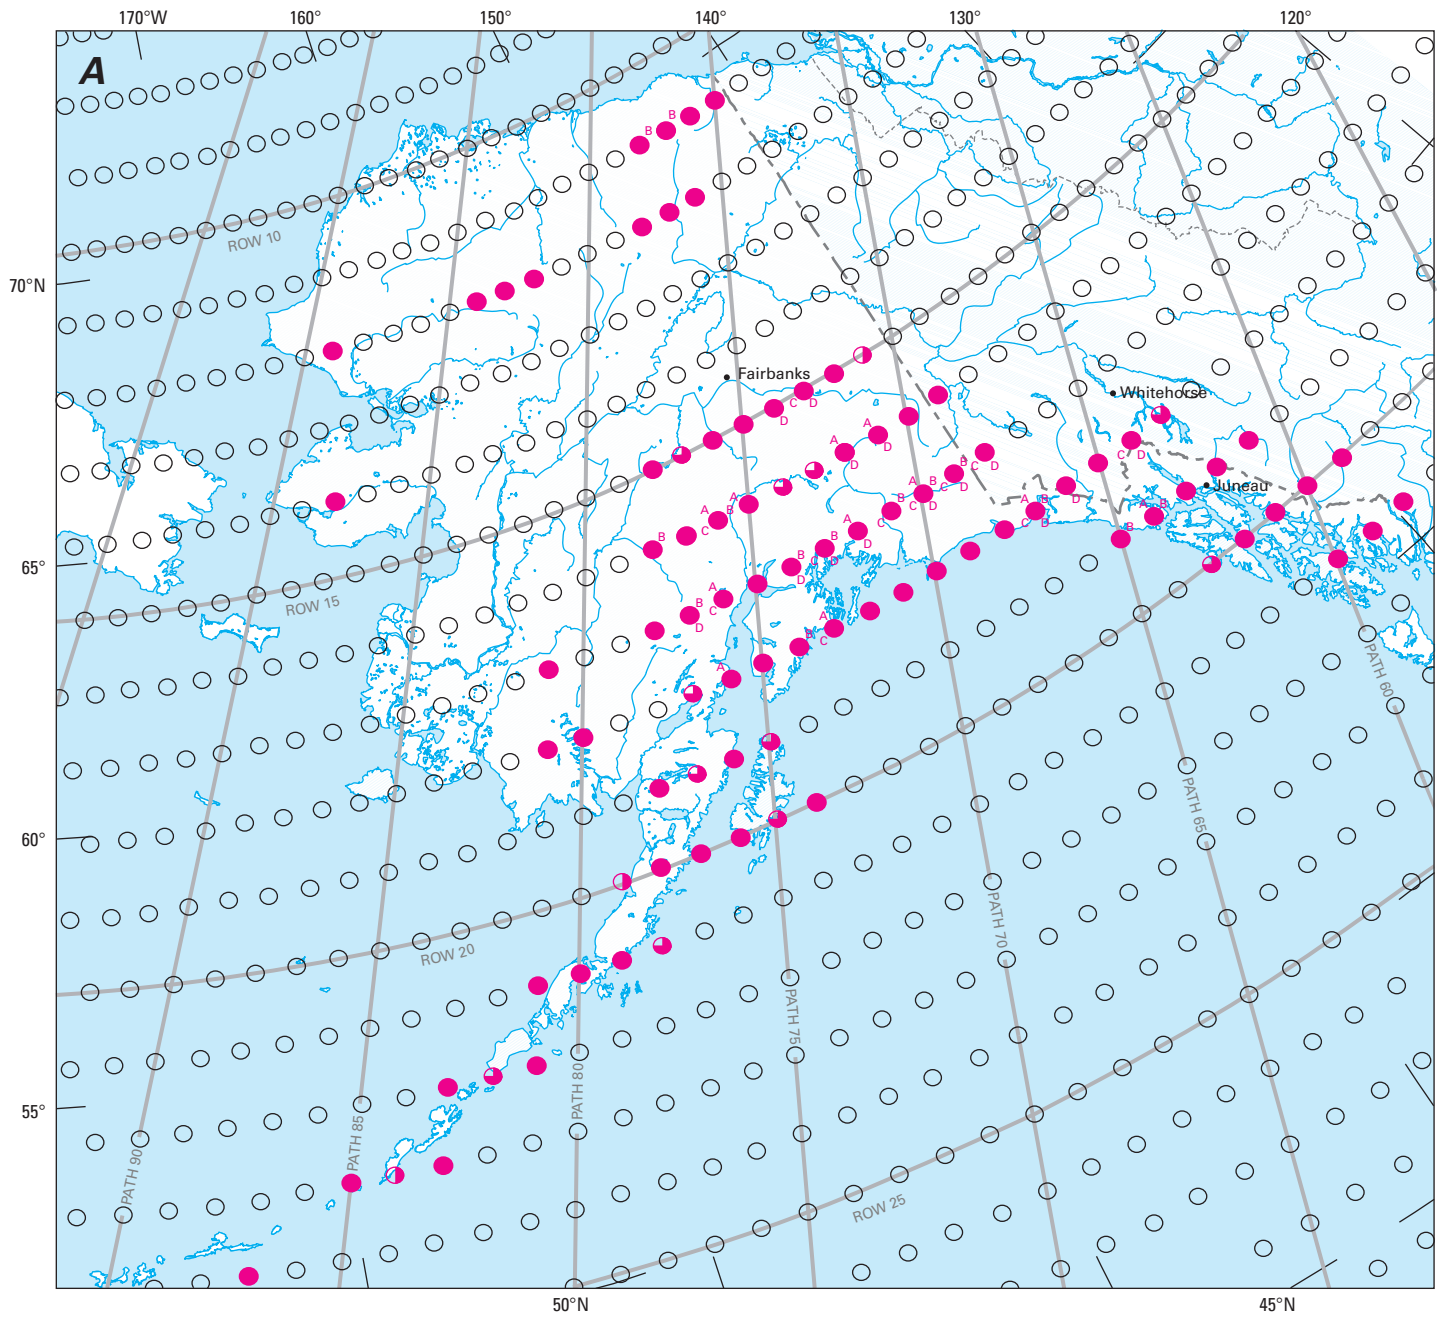 170°W 160° 150° 140° 130° 120°
A
B
B
ROW 10
70°N
Fairbanks
Whitehorse
C D
D
A
A
D
D
B C D
C D
Juneau
A
B
B
C
B C D
A B D
C D
A B
B
65°
ROW 15
A
B
C D
D
C
B
D
A
C
A
B
C
A
PATH 60
PATH 65
60°
PATH 70
ROW 20
PATH 75
PATH 80
55°
PATH 85
PATH 90
ROW 25
50°N 45°N